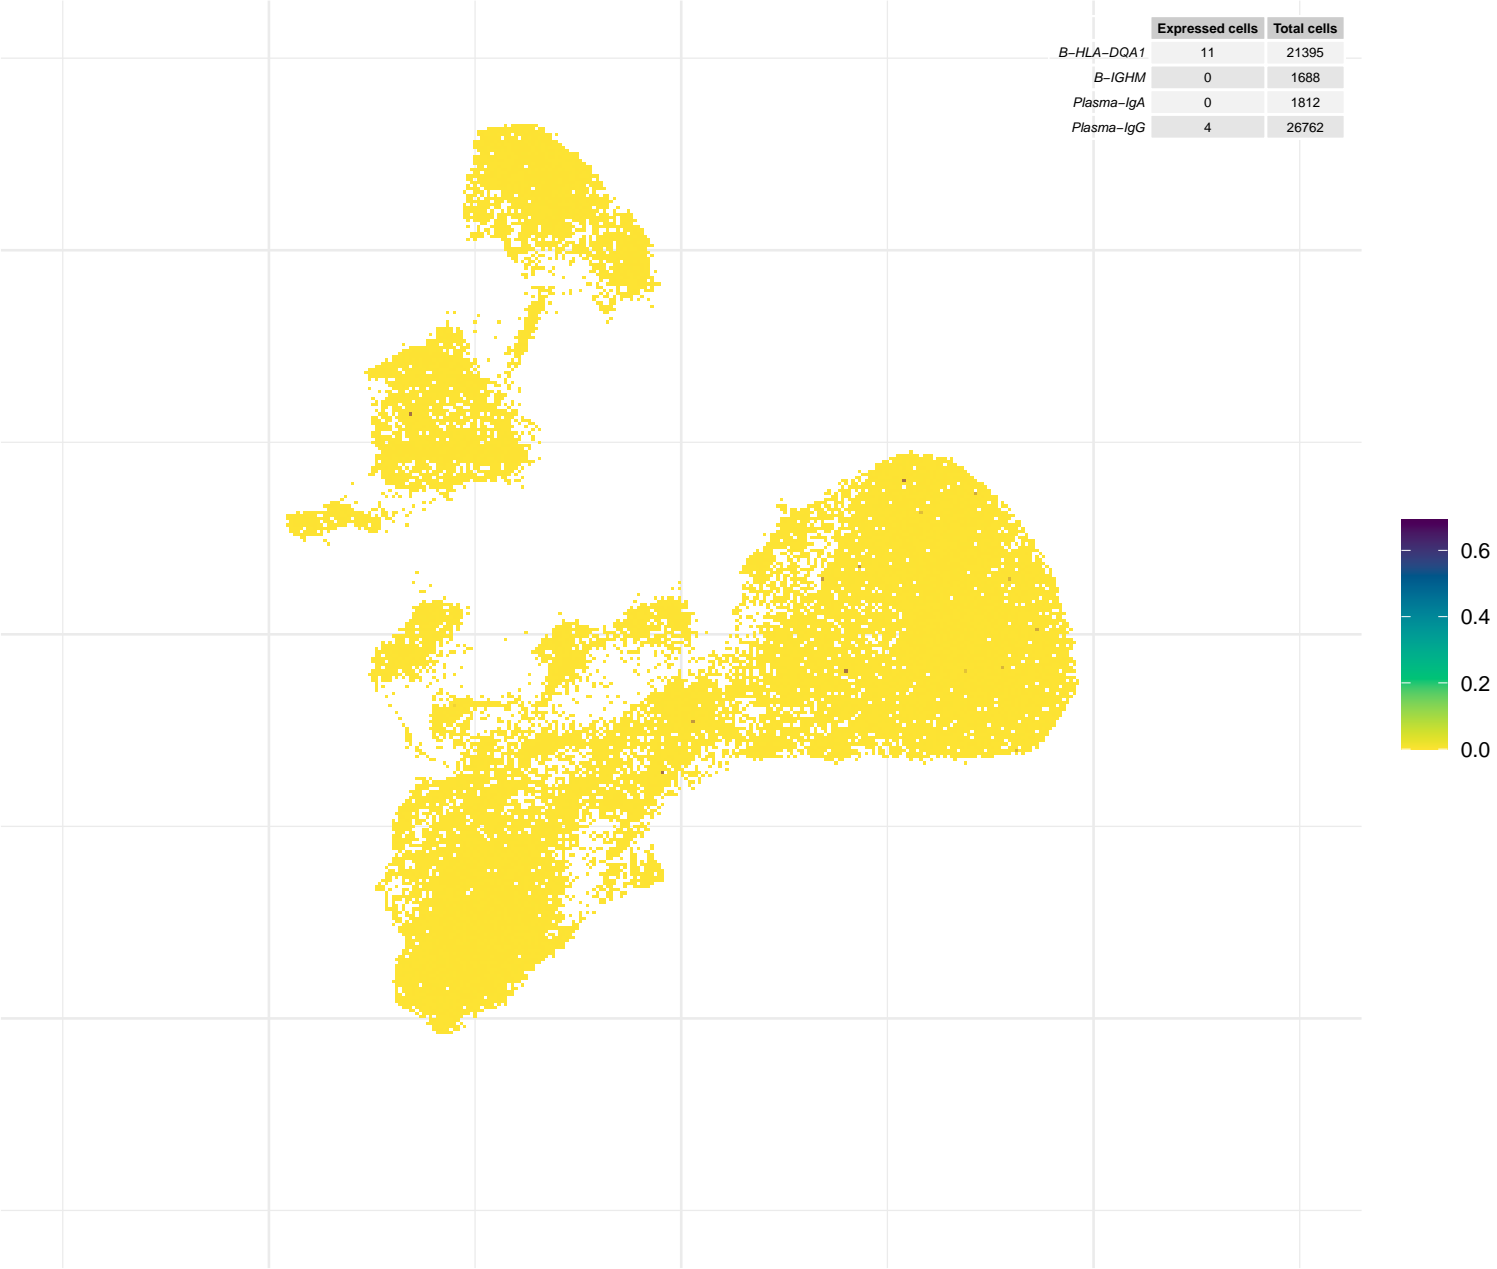 Expressed cells Total cells
B−HLA−DQA1 11 21395
B−IGHM 0 1688
Plasma−IgA 0 1812
Plasma−IgG 4 26762
0.6
0.4
0.2
0.0